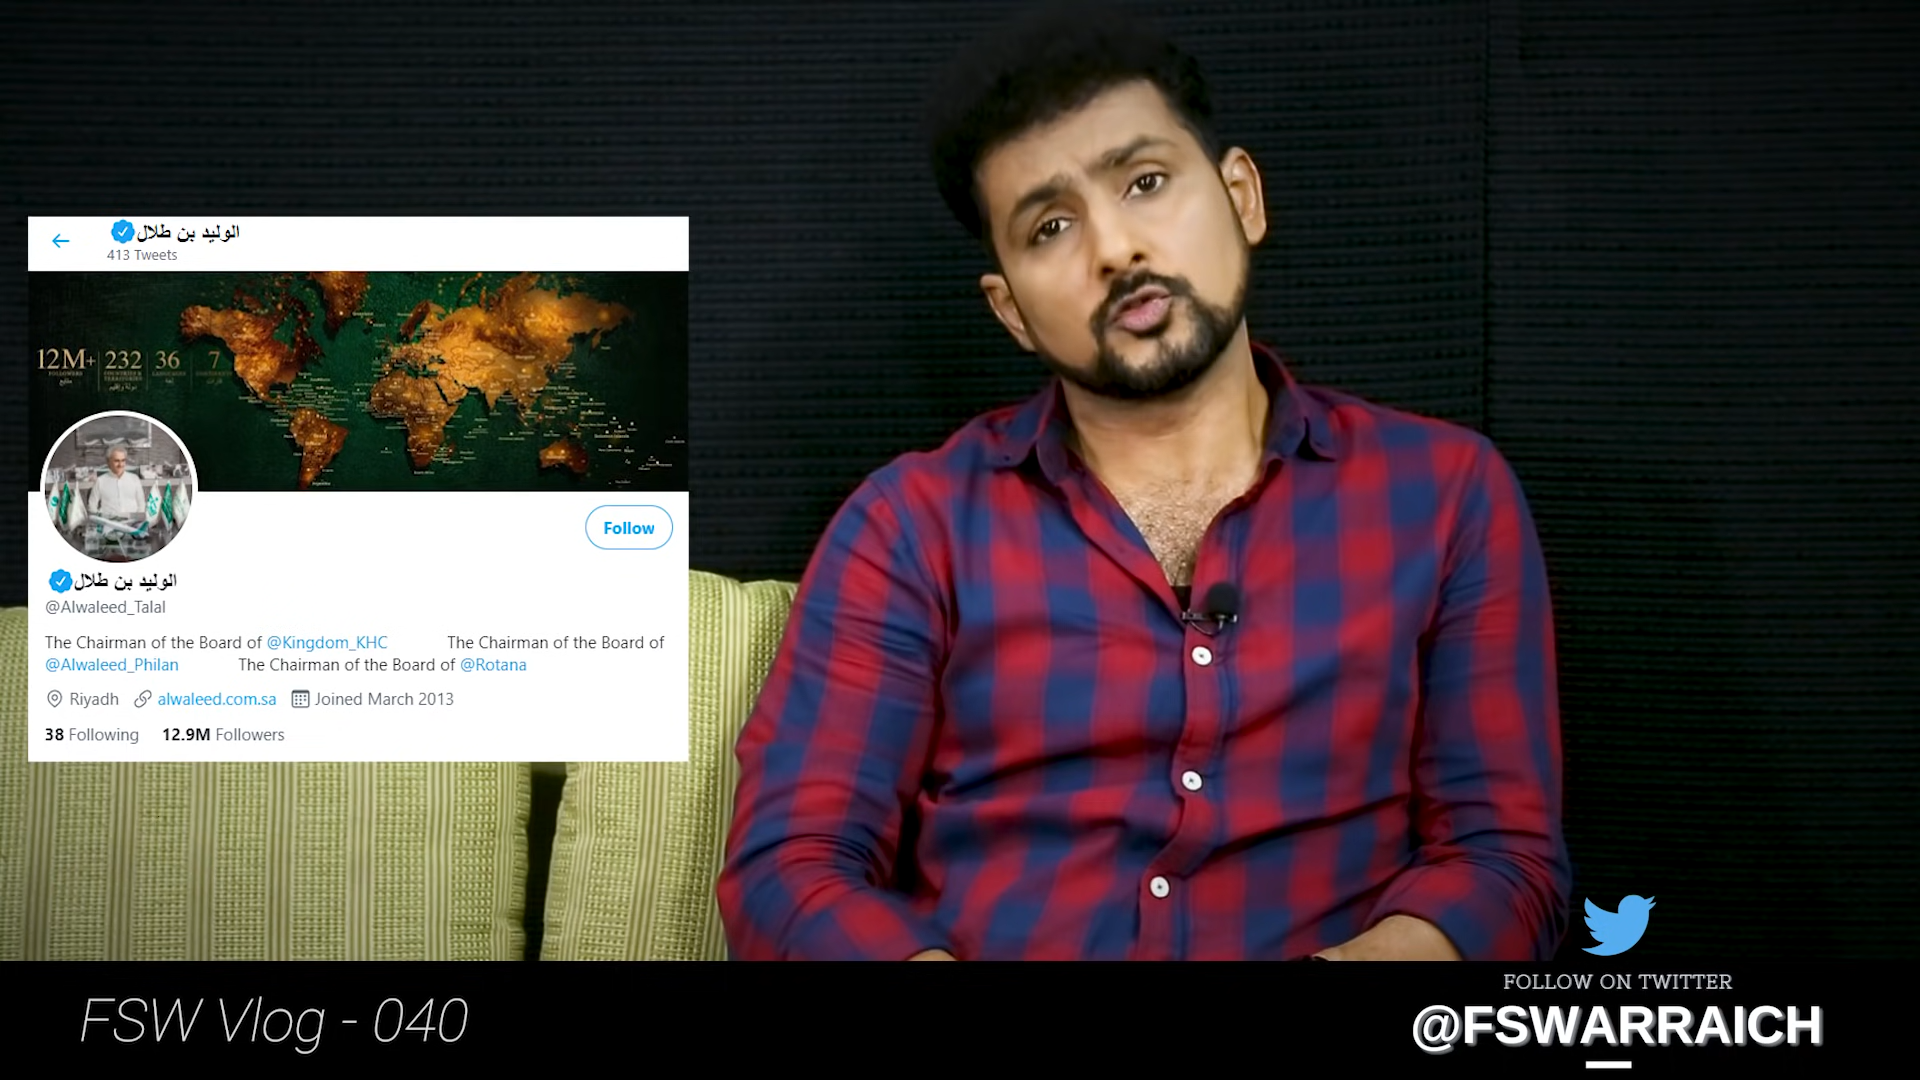 الوليد بن طلال
413 Tweets
12M+ 232 36 7
الوليد بن طلال
@Alwaleed_Talal
Follow
The Chairman of the Board of @Kingdom_KHC The Chairman of the Board of
@Alwaleed_Philan The Chairman of the Board of @Rotana
Riyadh alwaleed.com.sa Joined March 2013
38 Following 12.9M Followers
FSW Vlog - 040
FOLLOW ON TWITTER
@FSWARRAICH